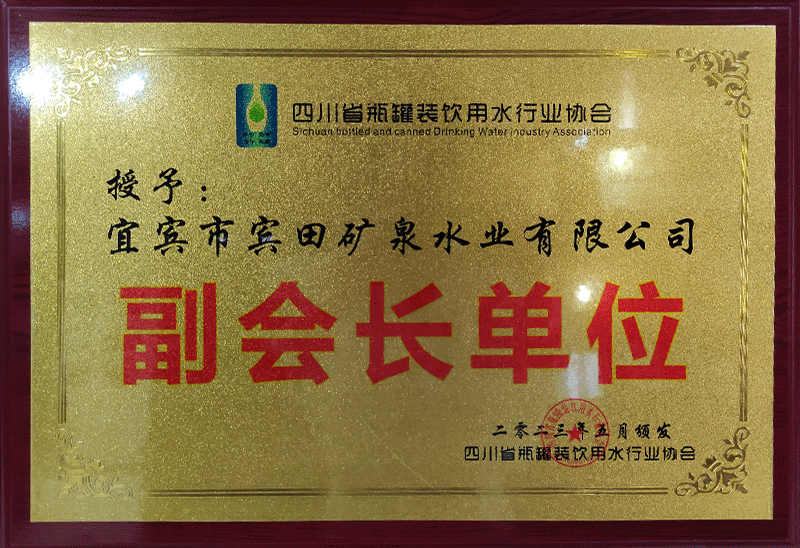 四川省瓶罐装饮用水行业协会
Sichuan bottled and canned Drinking Water Industry Association
授予：
宜宾市宾田矿泉水业有限公司
副会长单位
二零二三年五月颁发
四川省瓶罐装饮用水行业协会